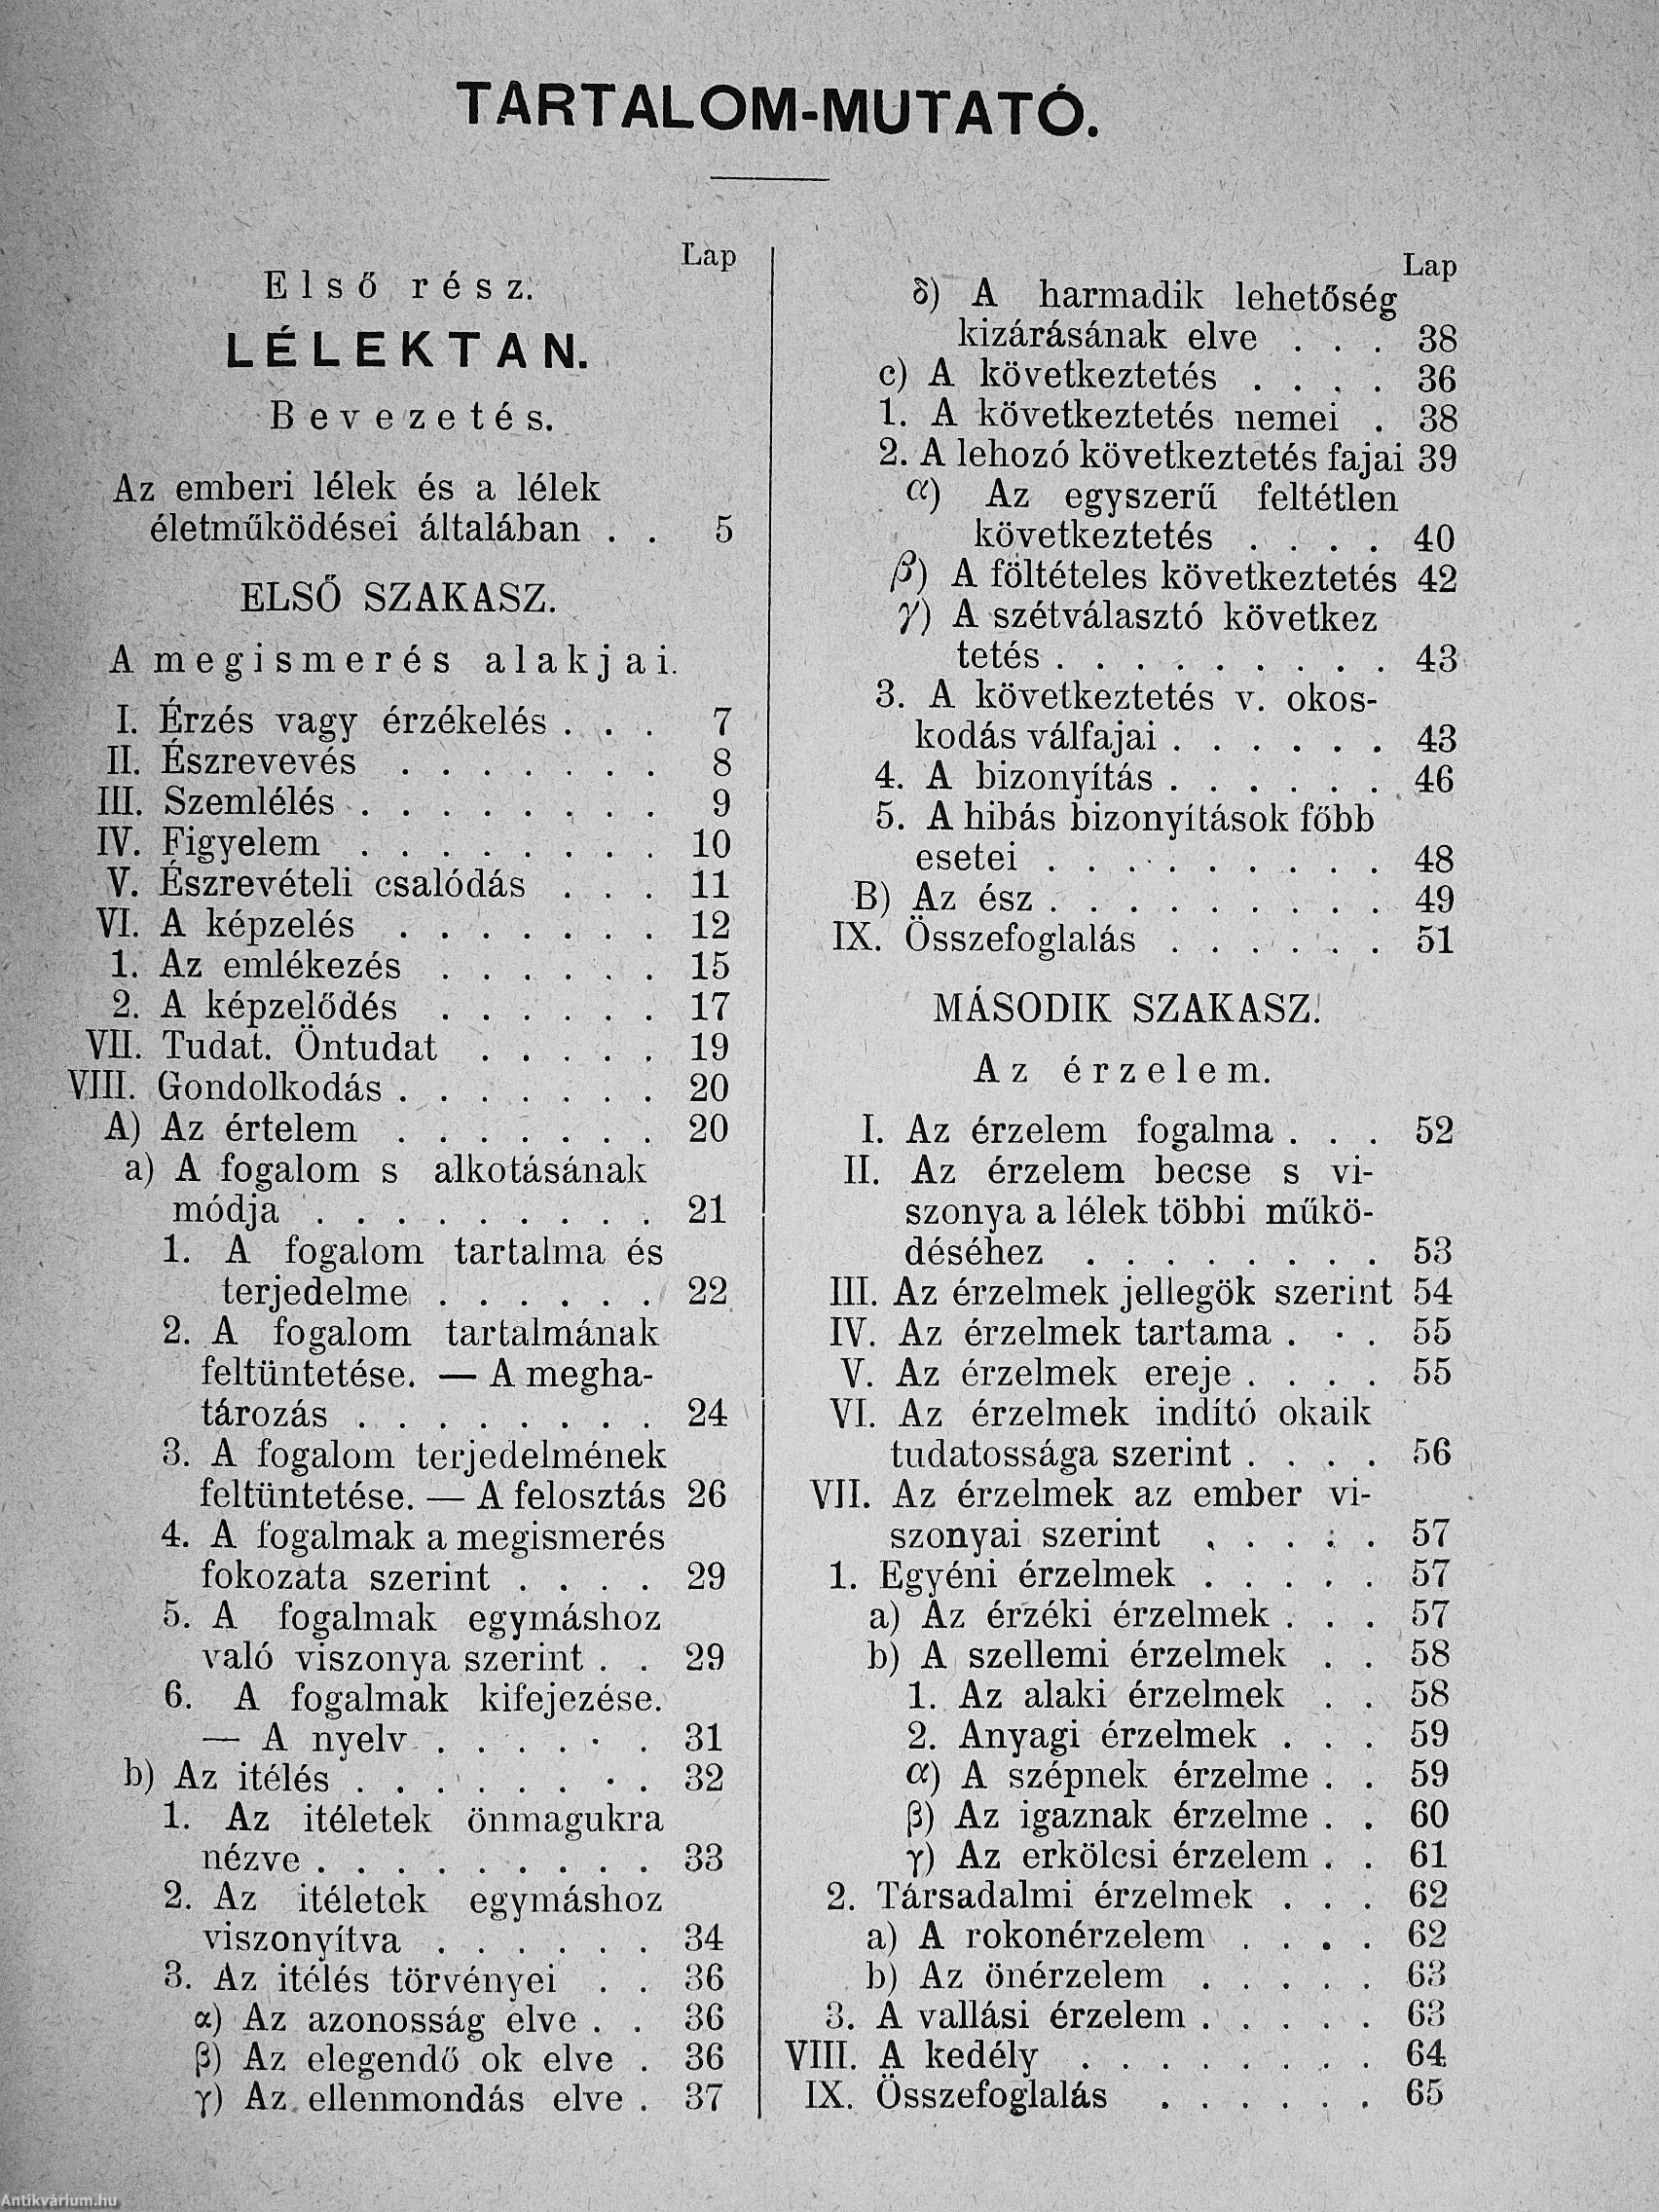 TARTALOM-MUTATÓ.
Lap
Első rész.
LÉLEKTAN.
Bevezetés.
Az emberi lélek és a lélek
életműködései általában . . 5
ELSŐ SZAKASZ.
A megismerés alakjai.
I. Érzés vagy érzékelés . . . 7
II. Észrevevés . . . . . . . 8
III. Szemlélés . . . . . . . . 9
IV. Figyelem . . . . . . . . 10
V. Észrevételi csalódás . . . 11
VI. A képzelés . . . . . . . 12
1. Az emlékezés . . . . . . 15
2. A képzelődés . . . . . . 17
VII. Tudat. Öntudat . . . . . 19
VIII. Gondolkodás . . . . . . . 20
A) Az értelem . . . . . . . 20
a) A fogalom s alkotásának
módja . . . . . . . . . 21
1. A fogalom tartalma és
terjedelme . . . . . . 22
2. A fogalom tartalmának
feltüntetése. — A megha-
tározás . . . . . . . . 24
3. A fogalom terjedelmének
feltüntetése. — A felosztás 26
4. A fogalmak a megismerés
fokozata szerint . . . . 29
5. A fogalmak egymáshoz
való viszonya szerint . . 29
6. A fogalmak kifejezése.
— A nyelv . . . . . . 31
b) Az itélés . . . . . . . . 32
1. Az itéletek önmagukra
nézve . . . . . . . . . 33
2. Az itéletek egymáshoz
viszonyítva . . . . . . 34
3. Az itélés törvényei . . 36
α) Az azonosság elve . . 36
β) Az elegendő ok elve . 36
γ) Az ellenmondás elve . 37
Lap
δ) A harmadik lehetőség
kizárásának elve . . . 38
c) A következtetés . . . . 36
1. A következtetés nemei . 38
2. A lehozó következtetés fajai 39
α) Az egyszerű feltétlen
következtetés . . . . 40
β) A föltételes következtetés 42
γ) A szétválasztó következ
tetés . . . . . . . . . 43
3. A következtetés v. okos-
kodás válfajai . . . . . . 43
4. A bizonyítás . . . . . . 46
5. A hibás bizonyitások főbb
esetei . . . . . . . . . 48
B) Az ész . . . . . . . . . 49
IX. Összefoglalás . . . . . . 51
MÁSODIK SZAKASZ.
Az érzelem.
I. Az érzelem fogalma . . . 52
II. Az érzelem becse s vi-
szonya a lélek többi műkö-
déséhez . . . . . . . . 53
III. Az érzelmek jellegök szerint 54
IV. Az érzelmek tartama . . . 55
V. Az érzelmek ereje . . . . 55
VI. Az érzelmek indító okaik
tudatossága szerint . . . . 56
VII. Az érzelmek az ember vi-
szonyai szerint . . . . . 57
1. Egyéni érzelmek . . . . . 57
a) Az érzéki érzelmek . . . 57
b) A szellemi érzelmek . . 58
1. Az alaki érzelmek . . 58
2. Anyagi érzelmek . . . 59
α) A szépnek érzelme . . 59
β) Az igaznak érzelme . . 60
γ) Az erkölcsi érzelem . . 61
2. Társadalmi érzelmek . . . 62
a) A rokonérzelem . . . . 62
b) Az önérzelem . . . . . 63
3. A vallási érzelem . . . . . 63
VIII. A kedély . . . . . . . . 64
IX. Összefoglalás . . . . . . 65
Antikvárium.hu